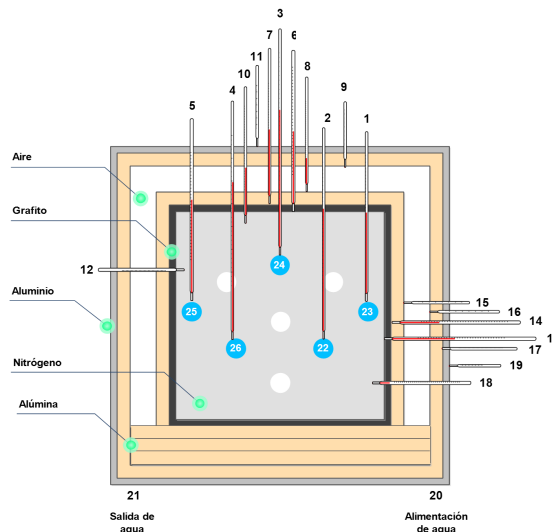 3
7
6
11
8
10
4
9
5
2
1
Aire
Grafito
12
24
25
23
26
22
15
16
14
1
17
19
18
Aluminio
Nitrógeno
Alúmina
21
20
Salida de
agua
Alimentación
de agua